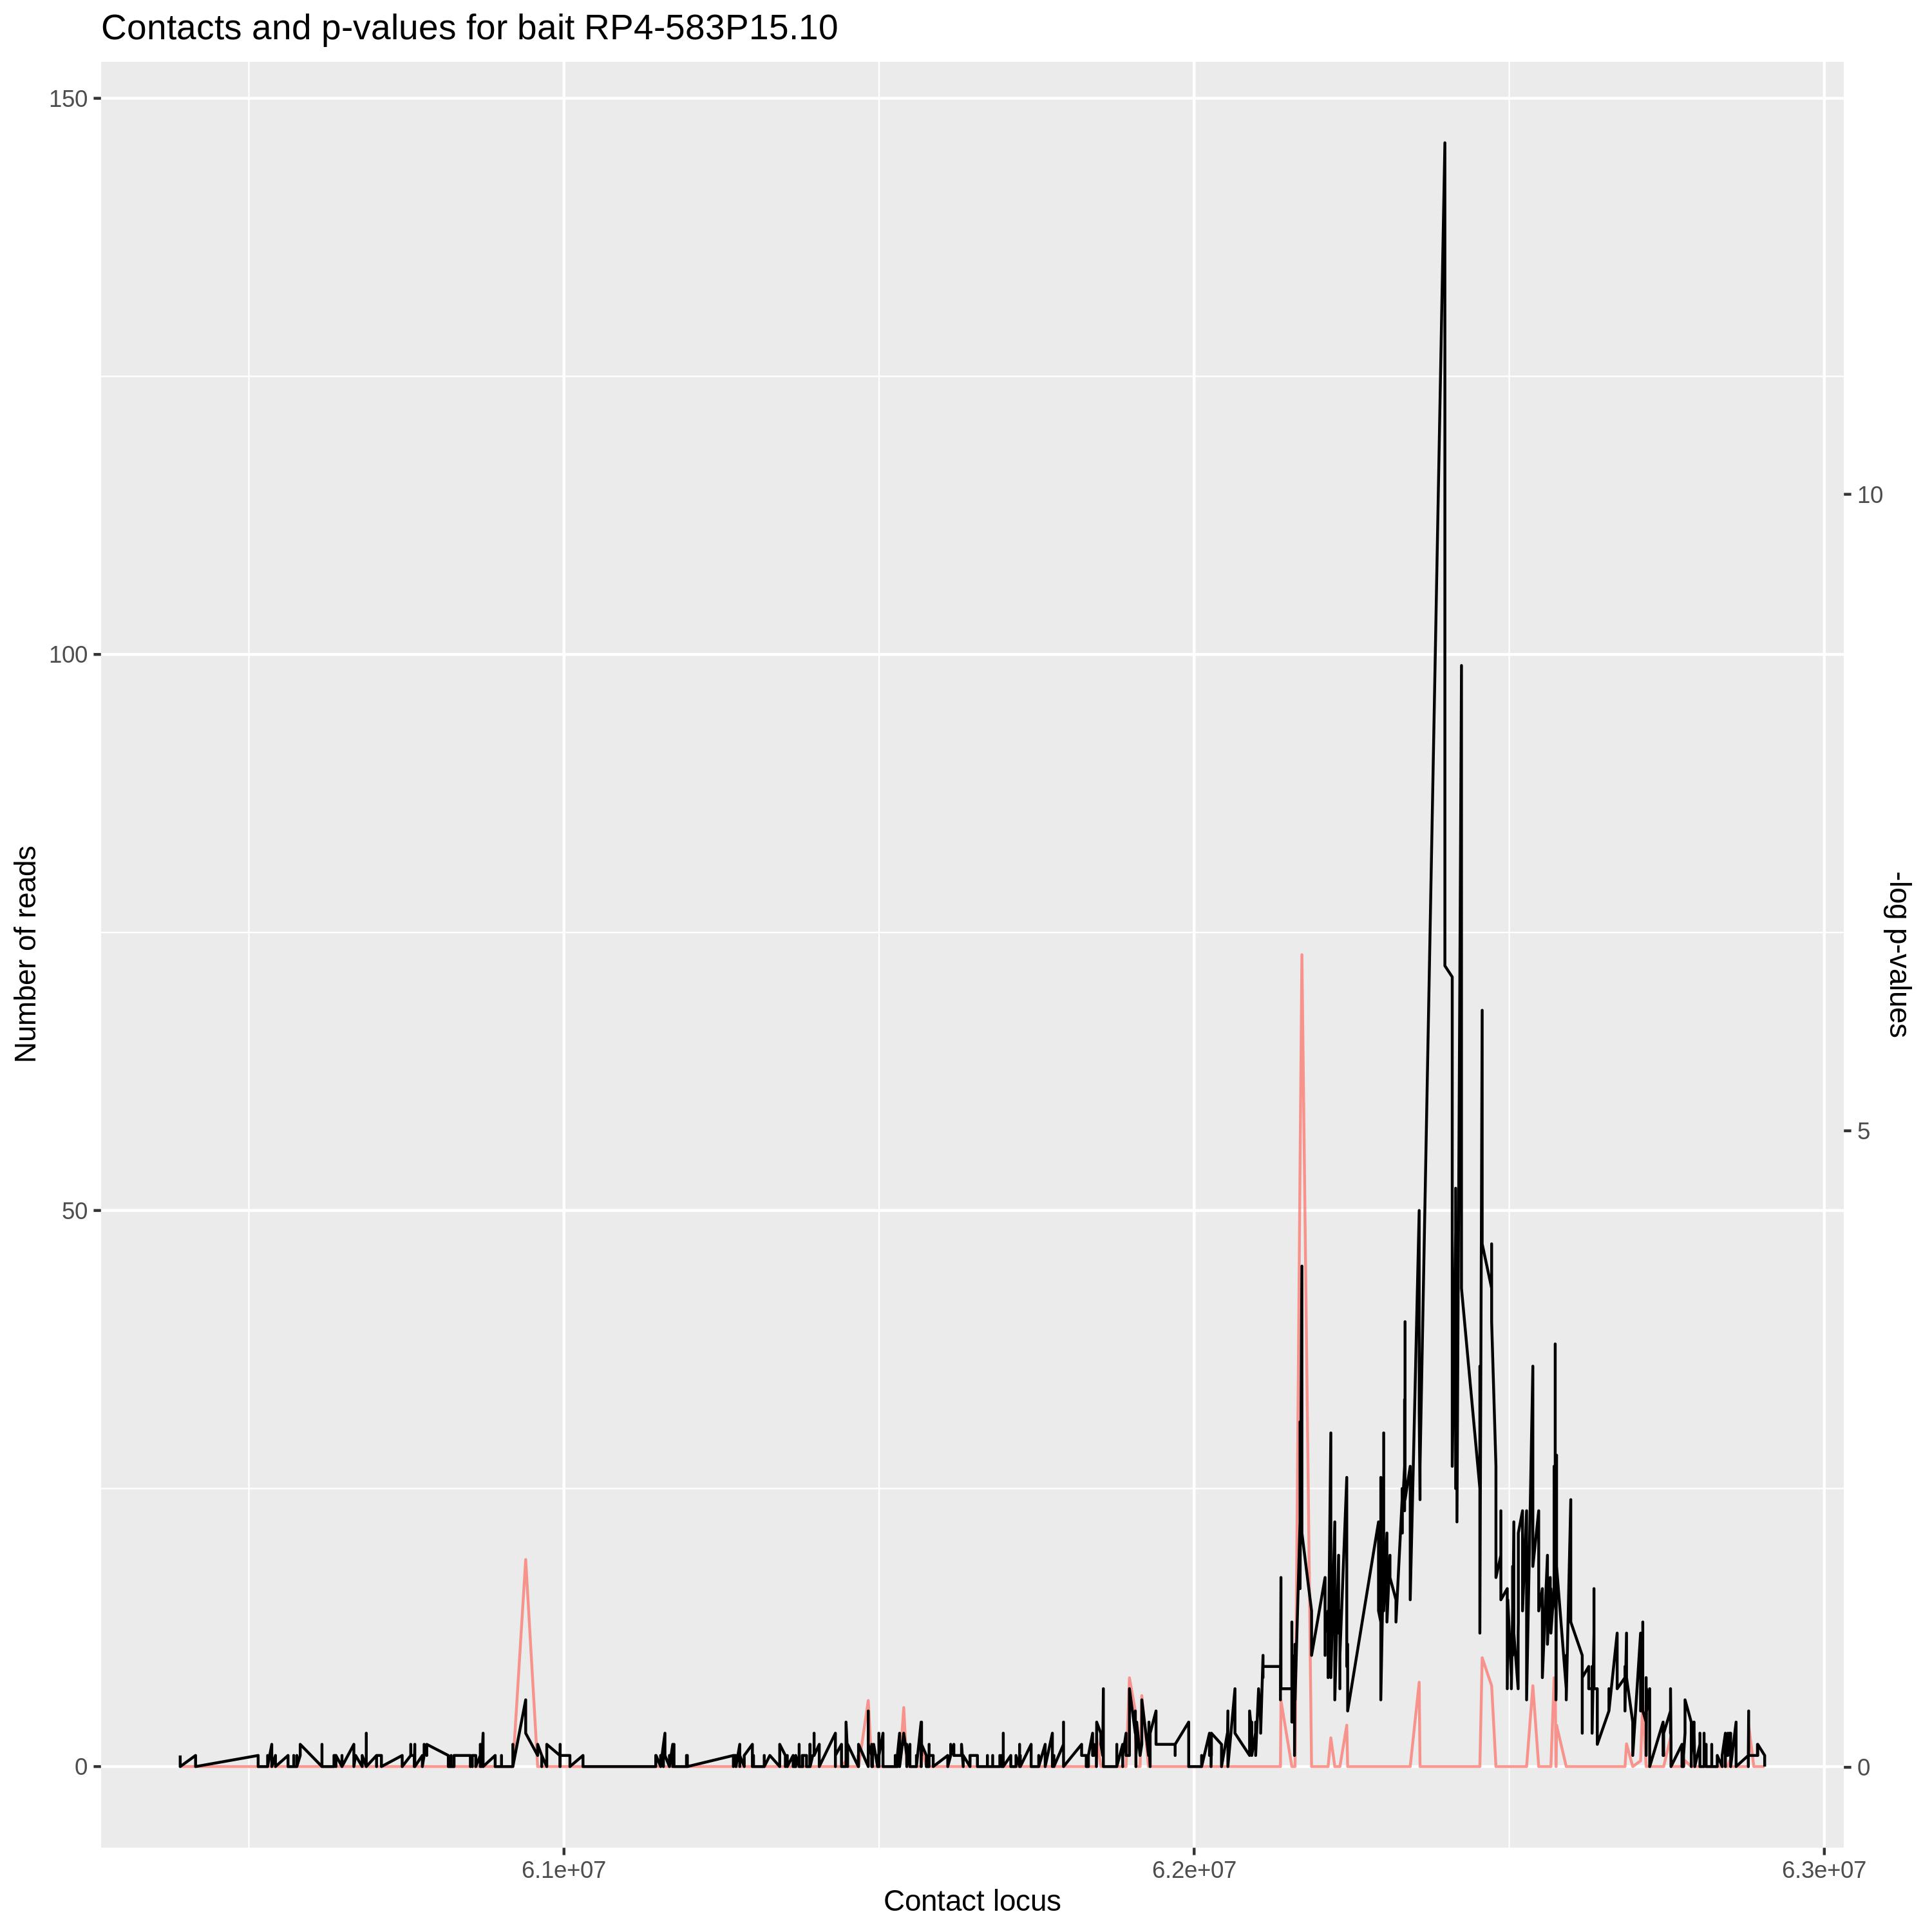 Contacts and p-values for bait RP4-583P15.10
150
100
50
0
Number of reads
10
5
0
-log p-values
6.1e+07
6.2e+07
6.3e+07
Contact locus